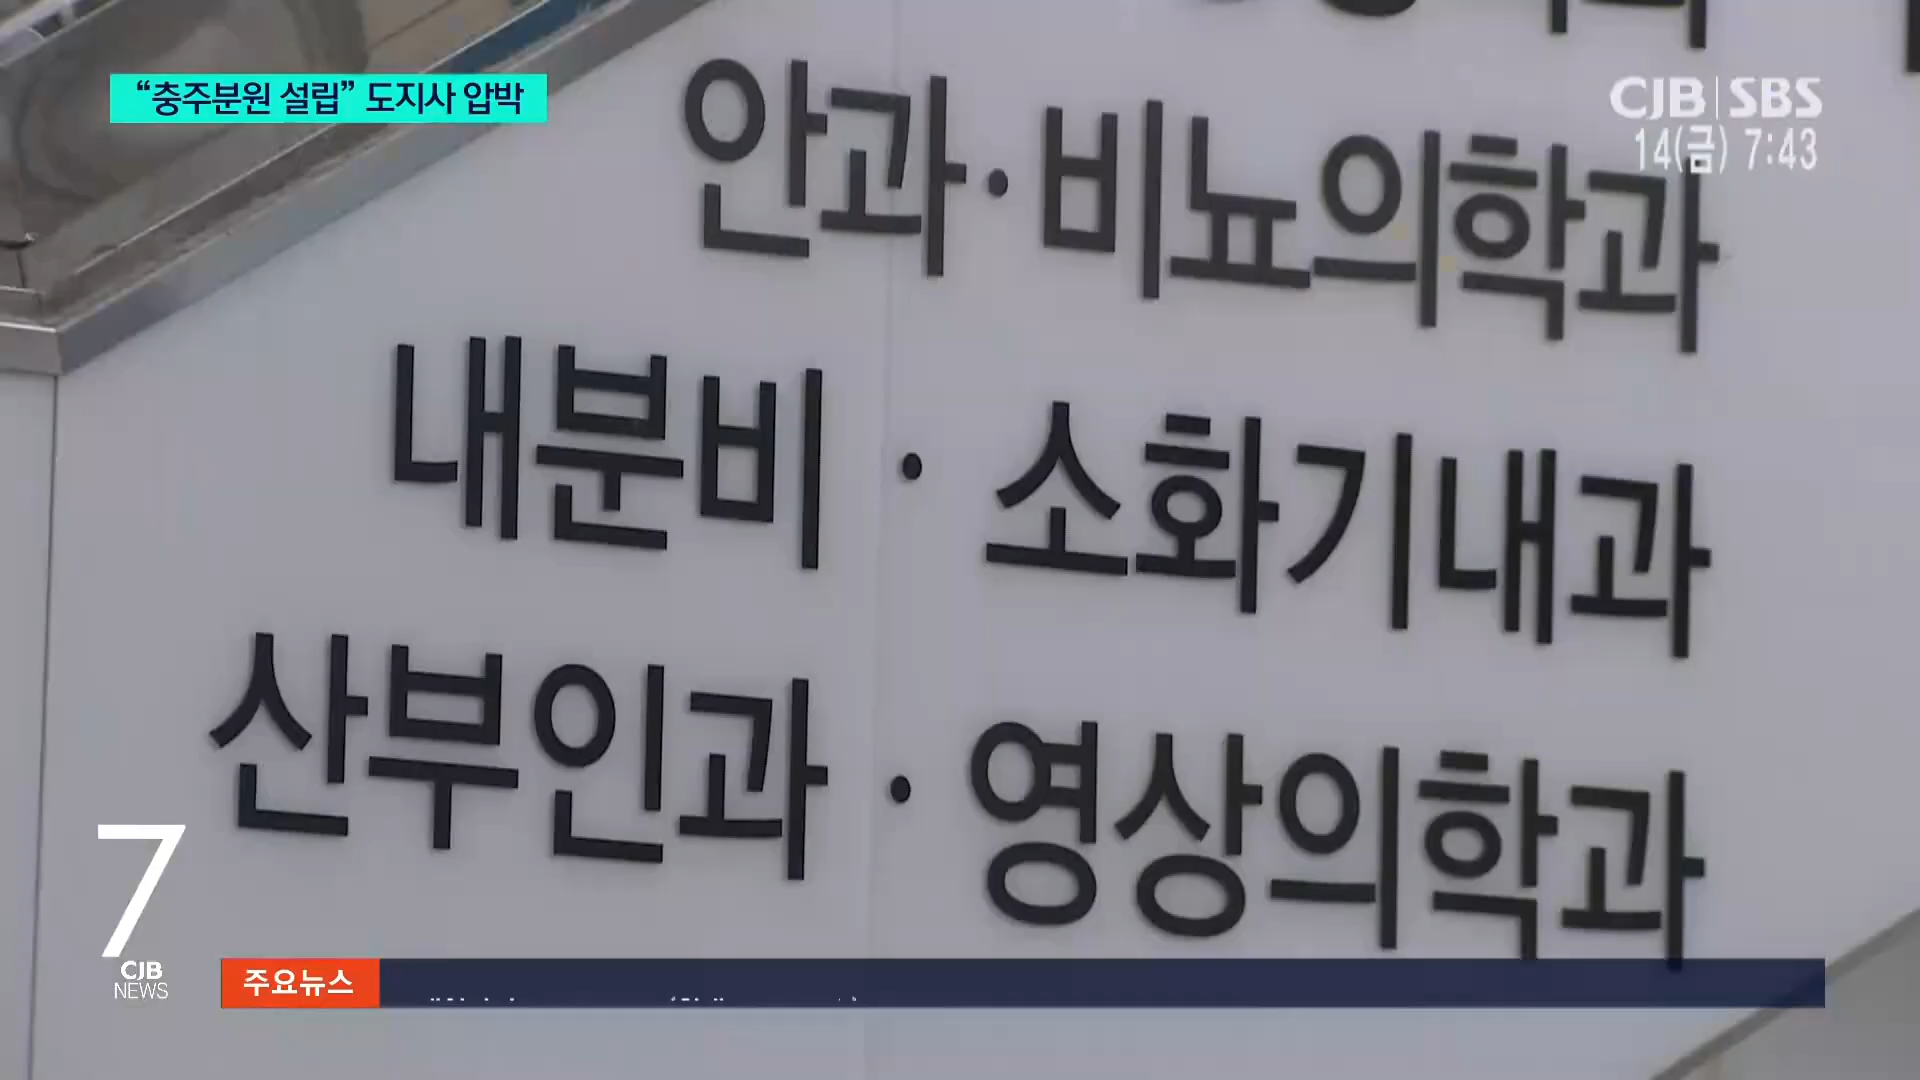 “충주분원 설립” 도지사 압박
CJB SBS
14(금) 7:43
안과·비뇨의학과
내분비·소화기내과
산부인과·영상의학과
7
CJB
NEWS
주요뉴스